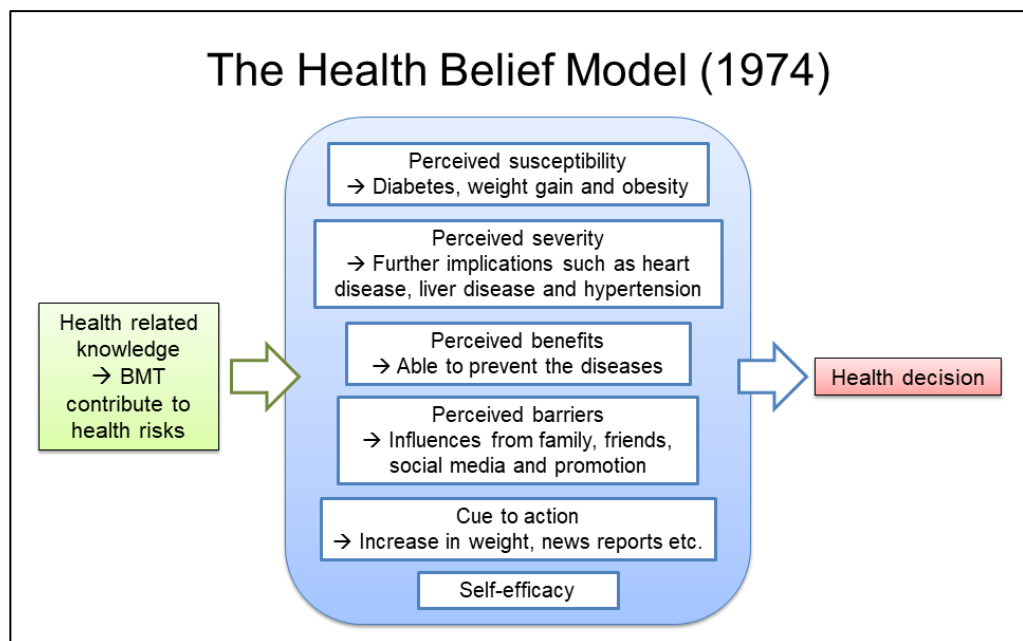 The Health Belief Model (1974)
Perceived susceptibility
→ Diabetes, weight gain and obesity
Perceived severity
→ Further implications such as heart
disease, liver disease and hypertension
Health related
knowledge
→ BMT
contribute to
health risks
Perceived benefits
→ Able to prevent the diseases
Perceived barriers
→ Influences from family, friends,
social media and promotion
Cue to action
→ Increase in weight, news reports etc.
Self-efficacy
Health decision